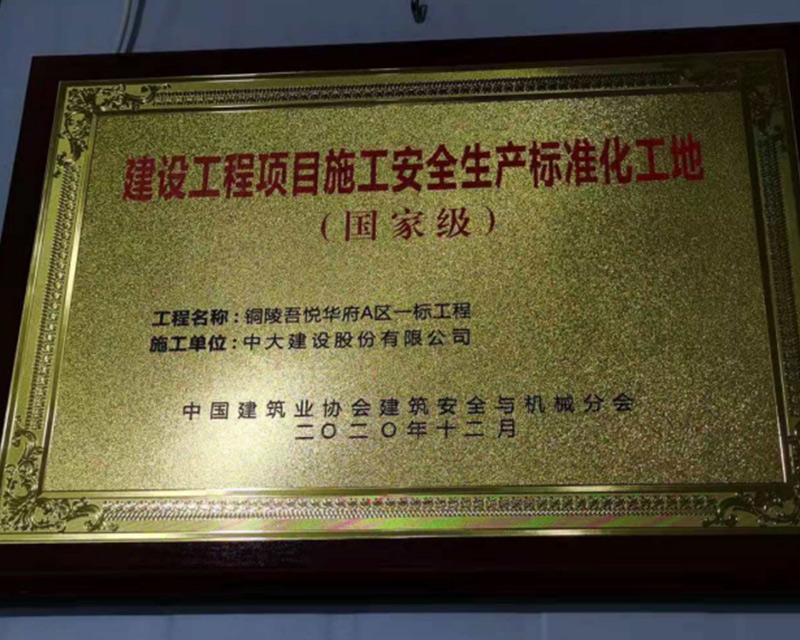 建设工程项目施工安全生产标准化工地
（国家级）
工程名称：铜陵吾悦华府A区一标工程
施工单位：中大建设股份有限公司
中国建筑业协会建筑安全与机械分会
二〇二〇年十二月